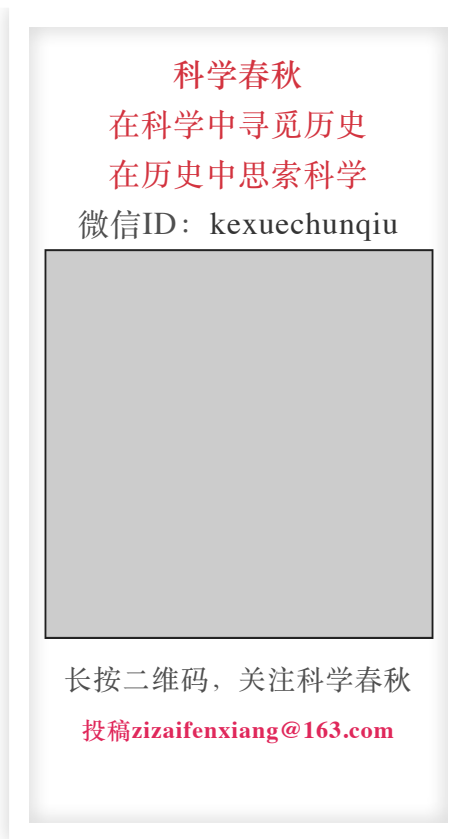 科学春秋
在科学中寻觅历史
在历史中思索科学
微信ID：kexuechunqiu
长按二维码，关注科学春秋
投稿zizaifenxiang@163.com